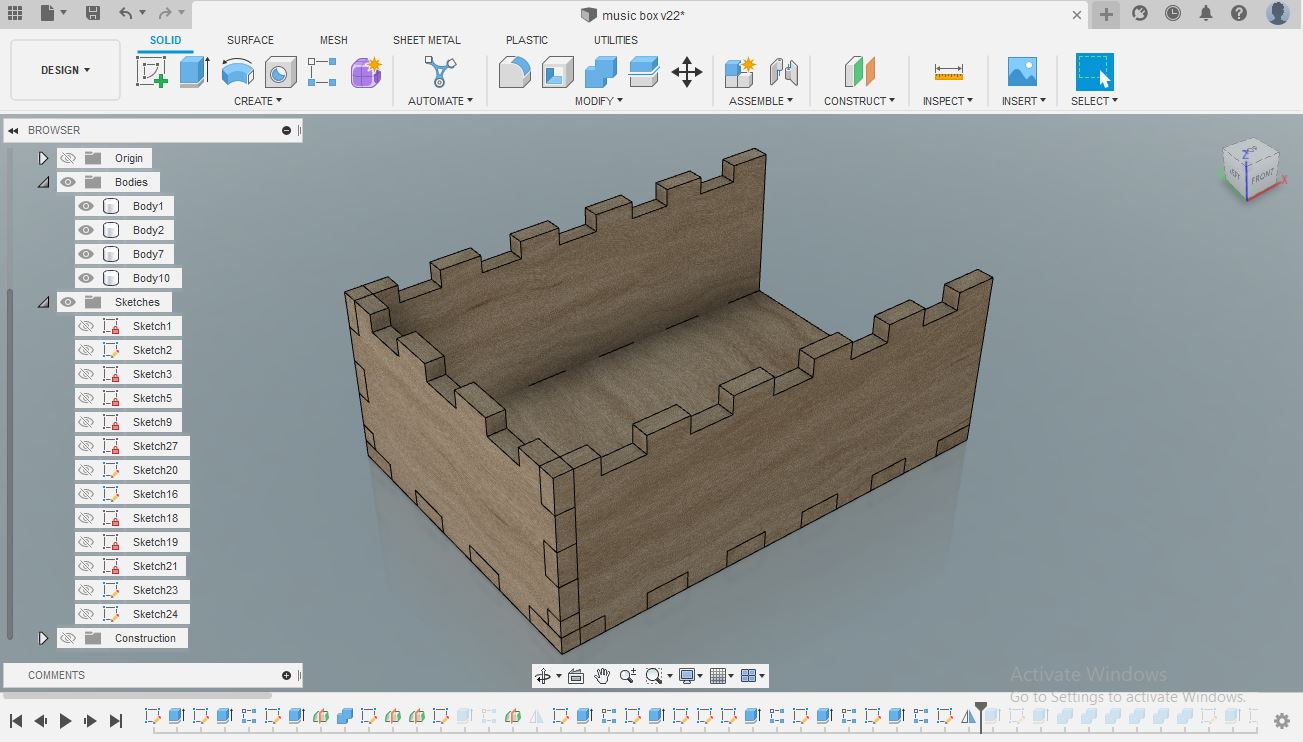 music box v22*
SOLID SURFACE MESH SHEET METAL PLASTIC UTILITIES
DESIGN
CREATE AUTOMATE MODIFY ASSEMBLE CONSTRUCT INSPECT INSERT SELECT
BROWSER
Origin
Bodies
Body1
Body2
Body7
Body10
Sketches
Sketch1
Sketch2
Sketch3
Sketch5
Sketch9
Sketch27
Sketch20
Sketch16
Sketch18
Sketch19
Sketch21
Sketch23
Sketch24
Construction
Z
FRONT
X
COMMENTS
Activate Windows
Go to Settings to activate Windows.